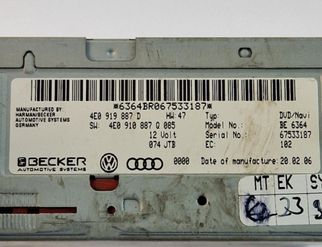 *6364BR067533187*
MANUFACTURED BY
HARMAN/BECKER
AUTOMOTIVE SYSTEMS
GERMANY
4E0 919 887 D HW: 47 Typ: DVD/Navi
SW: 4E0 910 887 Q 085 Model No.: BE 6364
12 Volt Serial No.: 67533187
074 JTB EC: 102
BECKER
AUTOMOTIVE SYSTEMS
0000 Date of manufacture: 20.02.06
MT EK
23